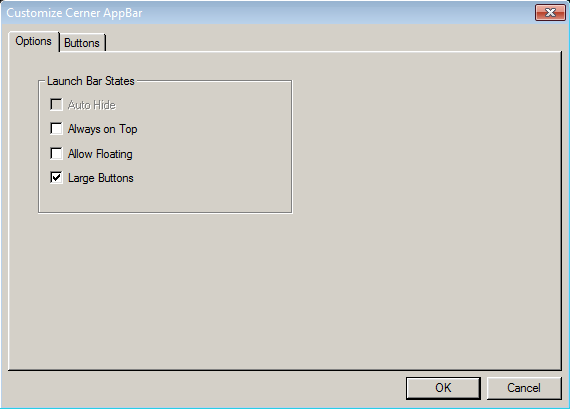 Customize Cerner AppBar
Options Buttons
Launch Bar States
Auto Hide
Always on Top
Allow Floating
Large Buttons
OK Cancel